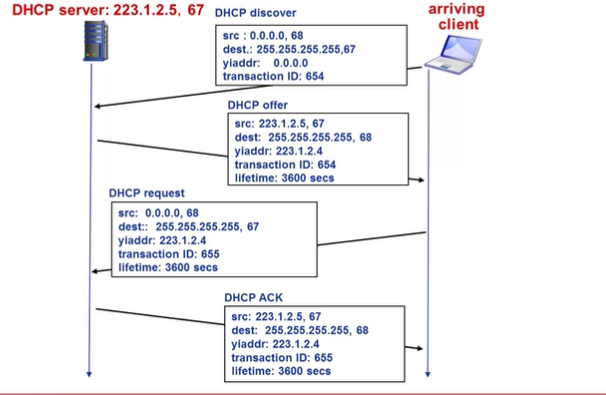 DHCP server: 223.1.2.5, 67
DHCP discover
arriving
client
src : 0.0.0.0, 68
dest.: 255.255.255.255,67
yiaddr: 0.0.0.0
transaction ID: 654
DHCP offer
src: 223.1.2.5, 67
dest: 255.255.255.255, 68
yiaddr: 223.1.2.4
transaction ID: 654
lifetime: 3600 secs
DHCP request
src: 0.0.0.0, 68
dest:: 255.255.255.255, 67
yiaddr: 223.1.2.4
transaction ID: 655
lifetime: 3600 secs
DHCP ACK
src: 223.1.2.5, 67
dest: 255.255.255.255, 68
yiaddr: 223.1.2.4
transaction ID: 655
lifetime: 3600 secs